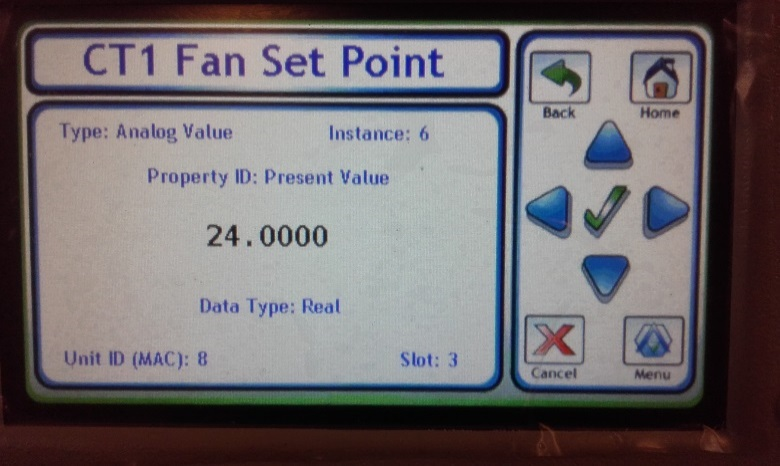 CT1 Fan Set Point
Back
Home
Type: Analog Value Instance: 6
Property ID: Present Value
24.0000
Data Type: Real
Unit ID (MAC): 8 Slot: 3
Cancel
Menu